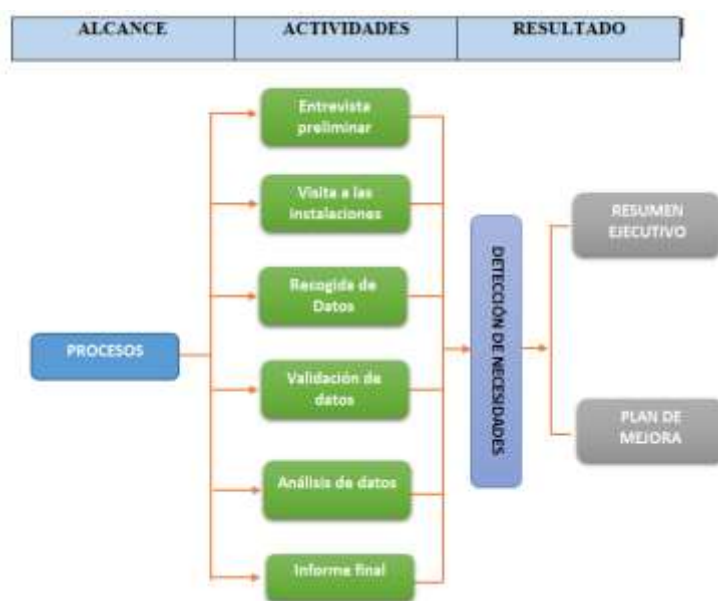 ALCANCE
ACTIVIDADES
RESULTADO
Entrevista
preliminar
Visita a las
instalaciones
Recogida de
Datos
PROCESOS
Validación de
datos
Análisis de datos
Informe final
DETECCIÓN DE NECESIDADES
RESUMEN
EJECUTIVO
PLAN DE
MEJORA